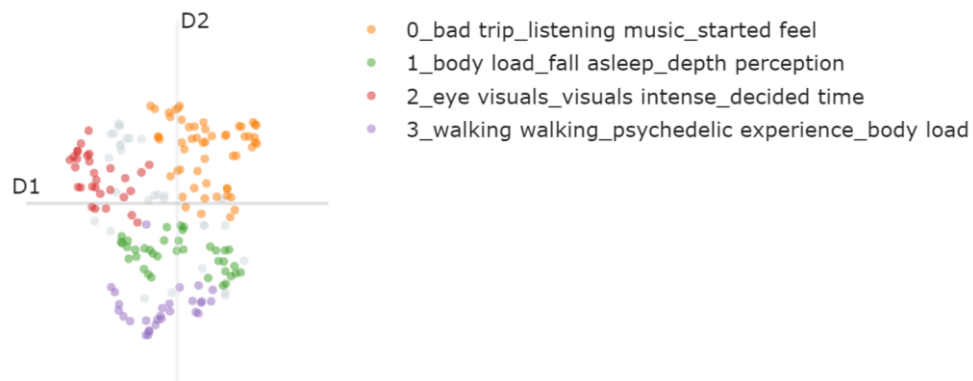 D2
0_bad trip_listening music_started feel
1_body load_fall asleep_depth perception
2_eye visuals_visuals intense_decided time
3_walking walking_psychedelic experience_body load
D1